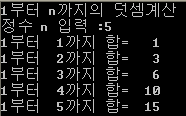 1부터 n까지의 덧셈계산
정수 n 입력 :5
1부터   1까지 합=   1
1부터   2까지 합=   3
1부터   3까지 합=   6
1부터   4까지 합=  10
1부터   5까지 합=  15